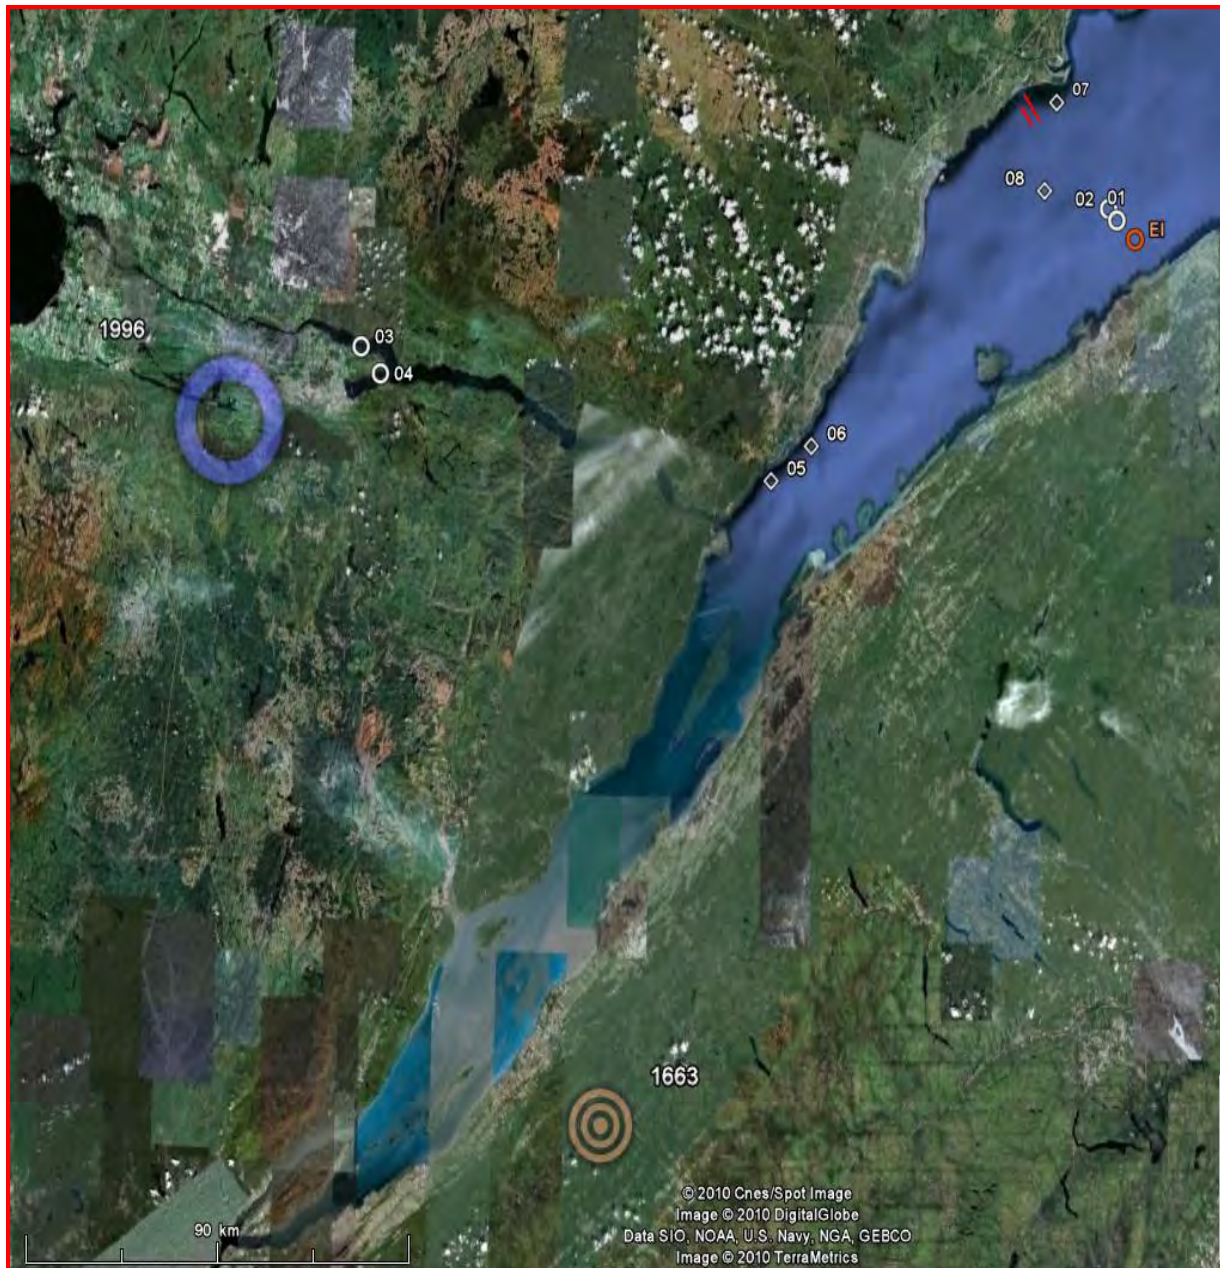 07
08
02 01
EI
1996
03
04
06
05
1663
© 2010 Cnes/Spot Image
Image © 2010 DigitalGlobe
Data SIO, NOAA, U.S. Navy, NGA, GEBCO
Image © 2010 TerraMetrics
90 km